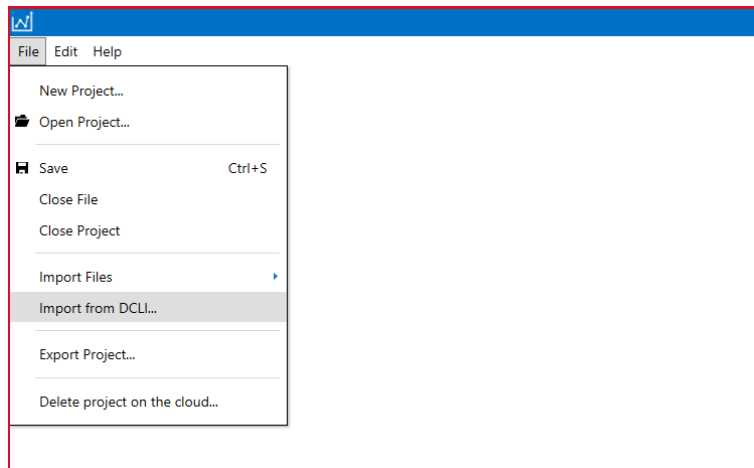 File Edit Help
New Project...
Open Project...
Save Ctrl+S
Close File
Close Project
Import Files
Import from DCLI...
Export Project...
Delete project on the cloud...